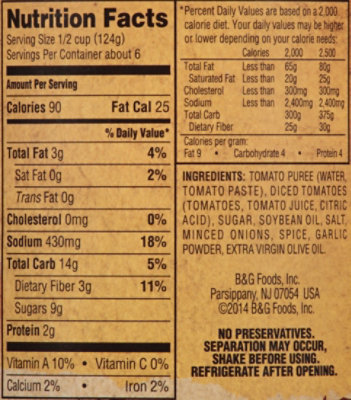 Nutrition Facts
Serving Size 1/2 cup (124g)
Servings Per Container about 6
Amount Per Serving
Calories 90 Fat Cal 25
% Daily Value*
Total Fat 3g 4%
Sat Fat 0g 2%
Trans Fat 0g
Cholesterol 0mg 0%
Sodium 430mg 18%
Total Carb 14g 5%
Dietary Fiber 3g 11%
Sugars 9g
Protein 2g
Vitamin A 10% • Vitamin C 0%
Calcium 2% • Iron 2%
*Percent Daily Values are based on a 2,000
calorie diet. Your daily values may be higher
or lower depending on your calorie needs:
Calories 2,000 2,500
Total Fat Less than 65g 80g
Saturated Fat Less than 20g 25g
Cholesterol Less than 300mg 300mg
Sodium Less than 2,400mg 2,400mg
Total Carb 300g 375g
Dietary Fiber 25g 30g
Calories per gram:
Fat 9 • Carbohydrate 4 • Protein 4
INGREDIENTS: TOMATO PUREE (WATER,
TOMATO PASTE), DICED TOMATOES
(TOMATOES, TOMATO JUICE, CITRIC
ACID), SUGAR, SOYBEAN OIL, SALT,
MINCED ONIONS, SPICE, GARLIC
POWDER, EXTRA VIRGIN OLIVE OIL.
B&G Foods, Inc.
Parsippany, NJ 07054 USA
©2014 B&G Foods, Inc.
NO PRESERVATIVES.
SEPARATION MAY OCCUR,
SHAKE BEFORE USING.
REFRIGERATE AFTER OPENING.